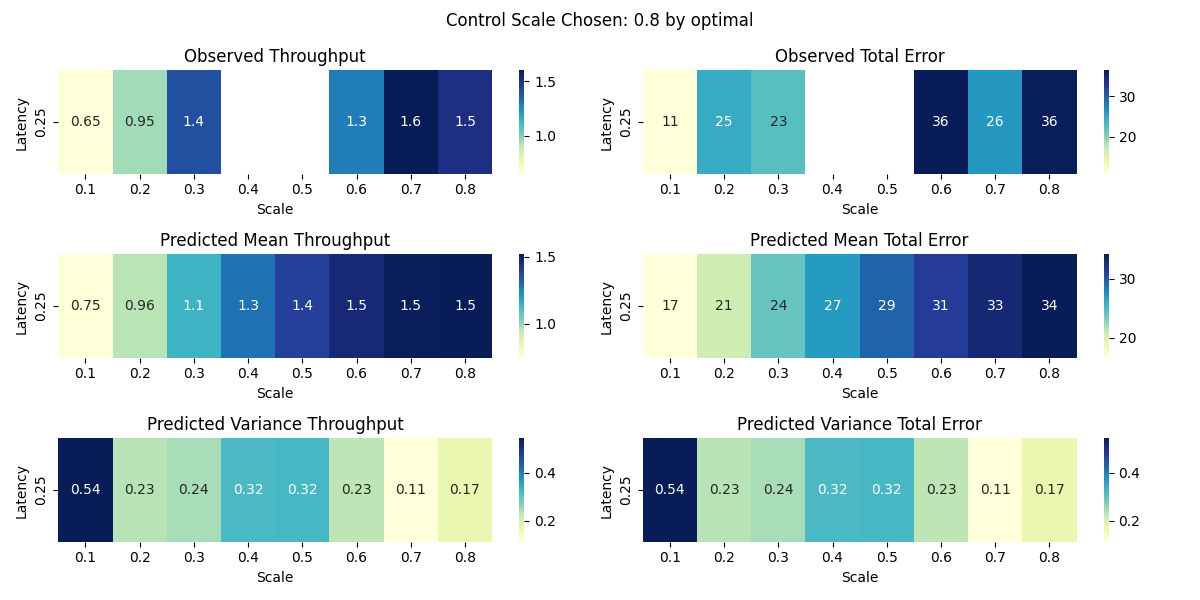 Control Scale Chosen: 0.8 by optimal
Observed Throughput
Latency
0.25
0.65 0.95 1.4 1.3 1.6 1.5
0.1 0.2 0.3 0.4 0.5 0.6 0.7 0.8
Scale
1.5
1.0
Observed Total Error
Latency
0.25
11 25 23 36 26 36
0.1 0.2 0.3 0.4 0.5 0.6 0.7 0.8
Scale
30
20
Predicted Mean Throughput
Latency
0.25
0.75 0.96 1.1 1.3 1.4 1.5 1.5 1.5
0.1 0.2 0.3 0.4 0.5 0.6 0.7 0.8
Scale
1.5
1.0
Predicted Mean Total Error
Latency
0.25
17 21 24 27 29 31 33 34
0.1 0.2 0.3 0.4 0.5 0.6 0.7 0.8
Scale
30
20
Predicted Variance Throughput
Latency
0.25
0.54 0.23 0.24 0.32 0.32 0.23 0.11 0.17
0.1 0.2 0.3 0.4 0.5 0.6 0.7 0.8
Scale
0.4
0.2
Predicted Variance Total Error
Latency
0.25
0.54 0.23 0.24 0.32 0.32 0.23 0.11 0.17
0.1 0.2 0.3 0.4 0.5 0.6 0.7 0.8
Scale
0.4
0.2